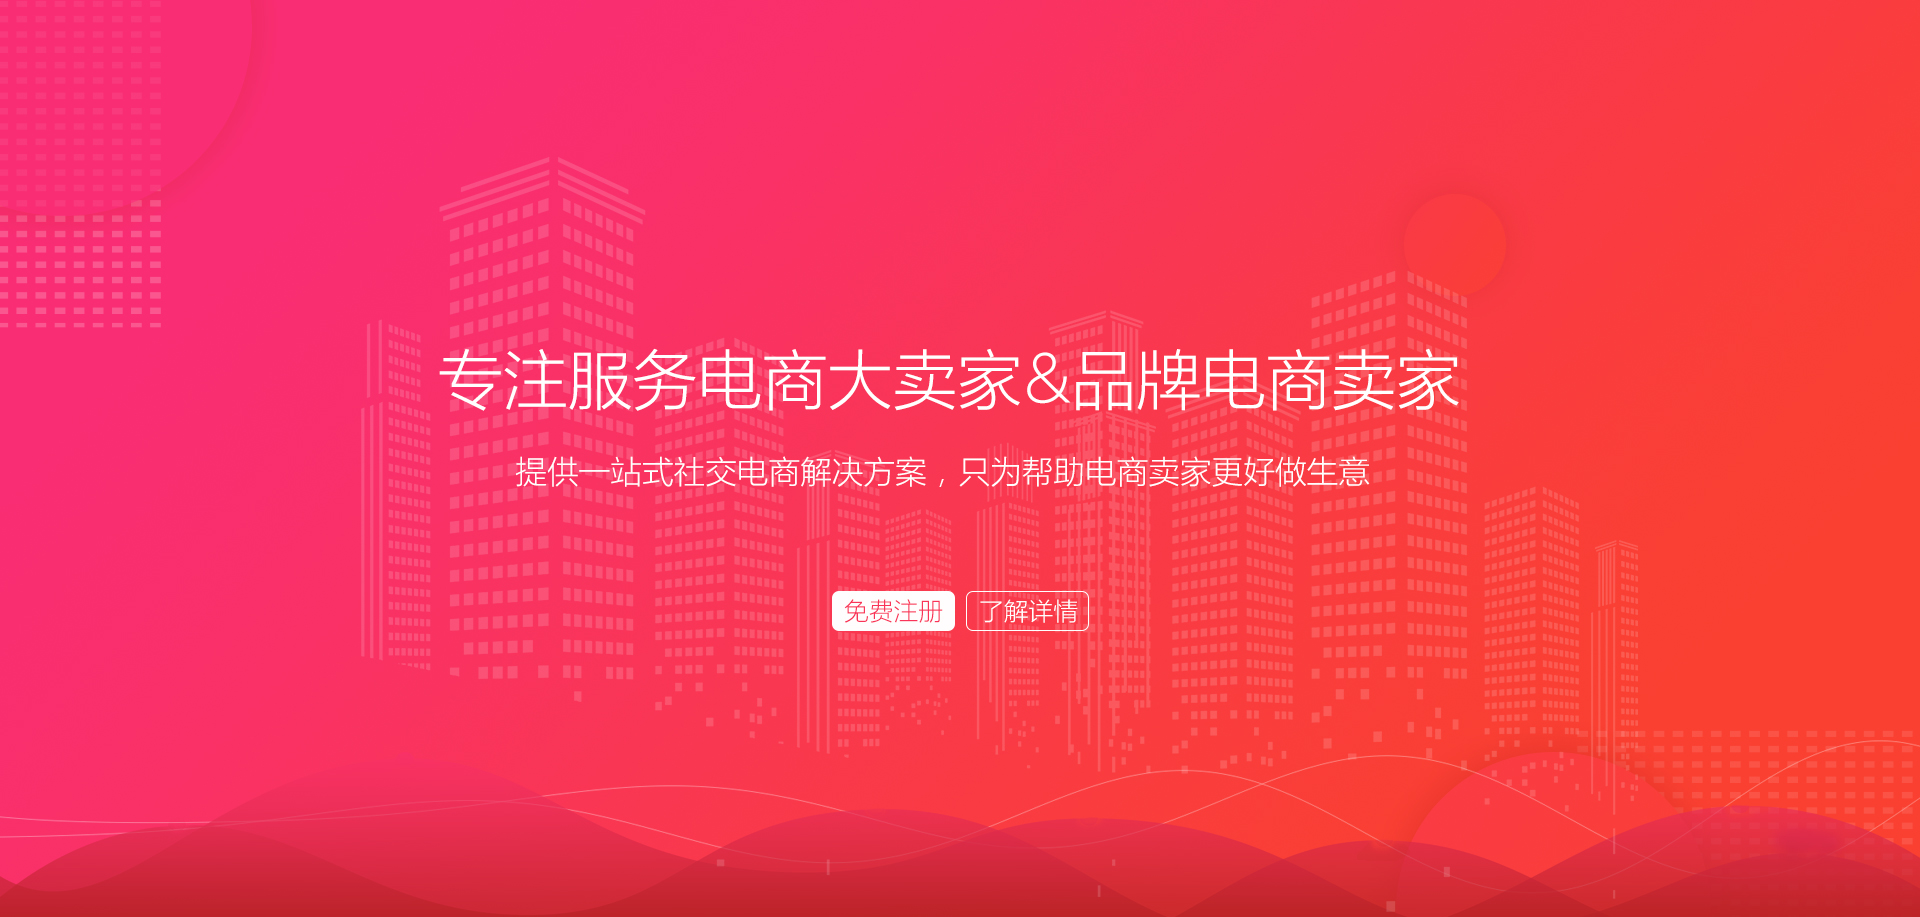 专注服务电商大卖家&品牌电商卖家
提供一站式社交电商解决方案，只为帮助电商卖家更好做生意
免费注册
了解详情